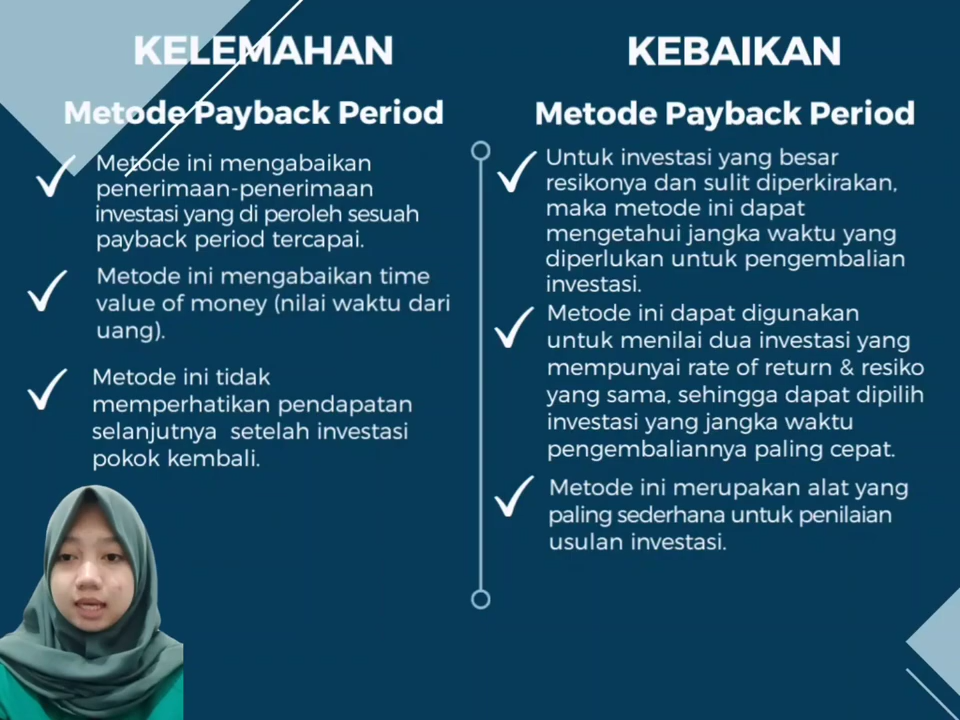 KELEMAHAN
Metode Payback Period
Metode ini mengabaikan
penerimaan-penerimaan
investasi yang di peroleh sesuah
payback period tercapai.
Metode ini mengabaikan time
value of money (nilai waktu dari
uang).
Metode ini tidak
memperhatikan pendapatan
selanjutnya setelah investasi
pokok kembali.
KEBAIKAN
Metode Payback Period
Untuk investasi yang besar
resikonya dan sulit diperkirakan,
maka metode ini dapat
mengetahui jangka waktu yang
diperlukan untuk pengembalian
investasi.
Metode ini dapat digunakan
untuk menilai dua investasi yang
mempunyai rate of return & resiko
yang sama, sehingga dapat dipilih
investasi yang jangka waktu
pengembaliannya paling cepat.
Metode ini merupakan alat yang
paling sederhana untuk penilaian
usulan investasi.